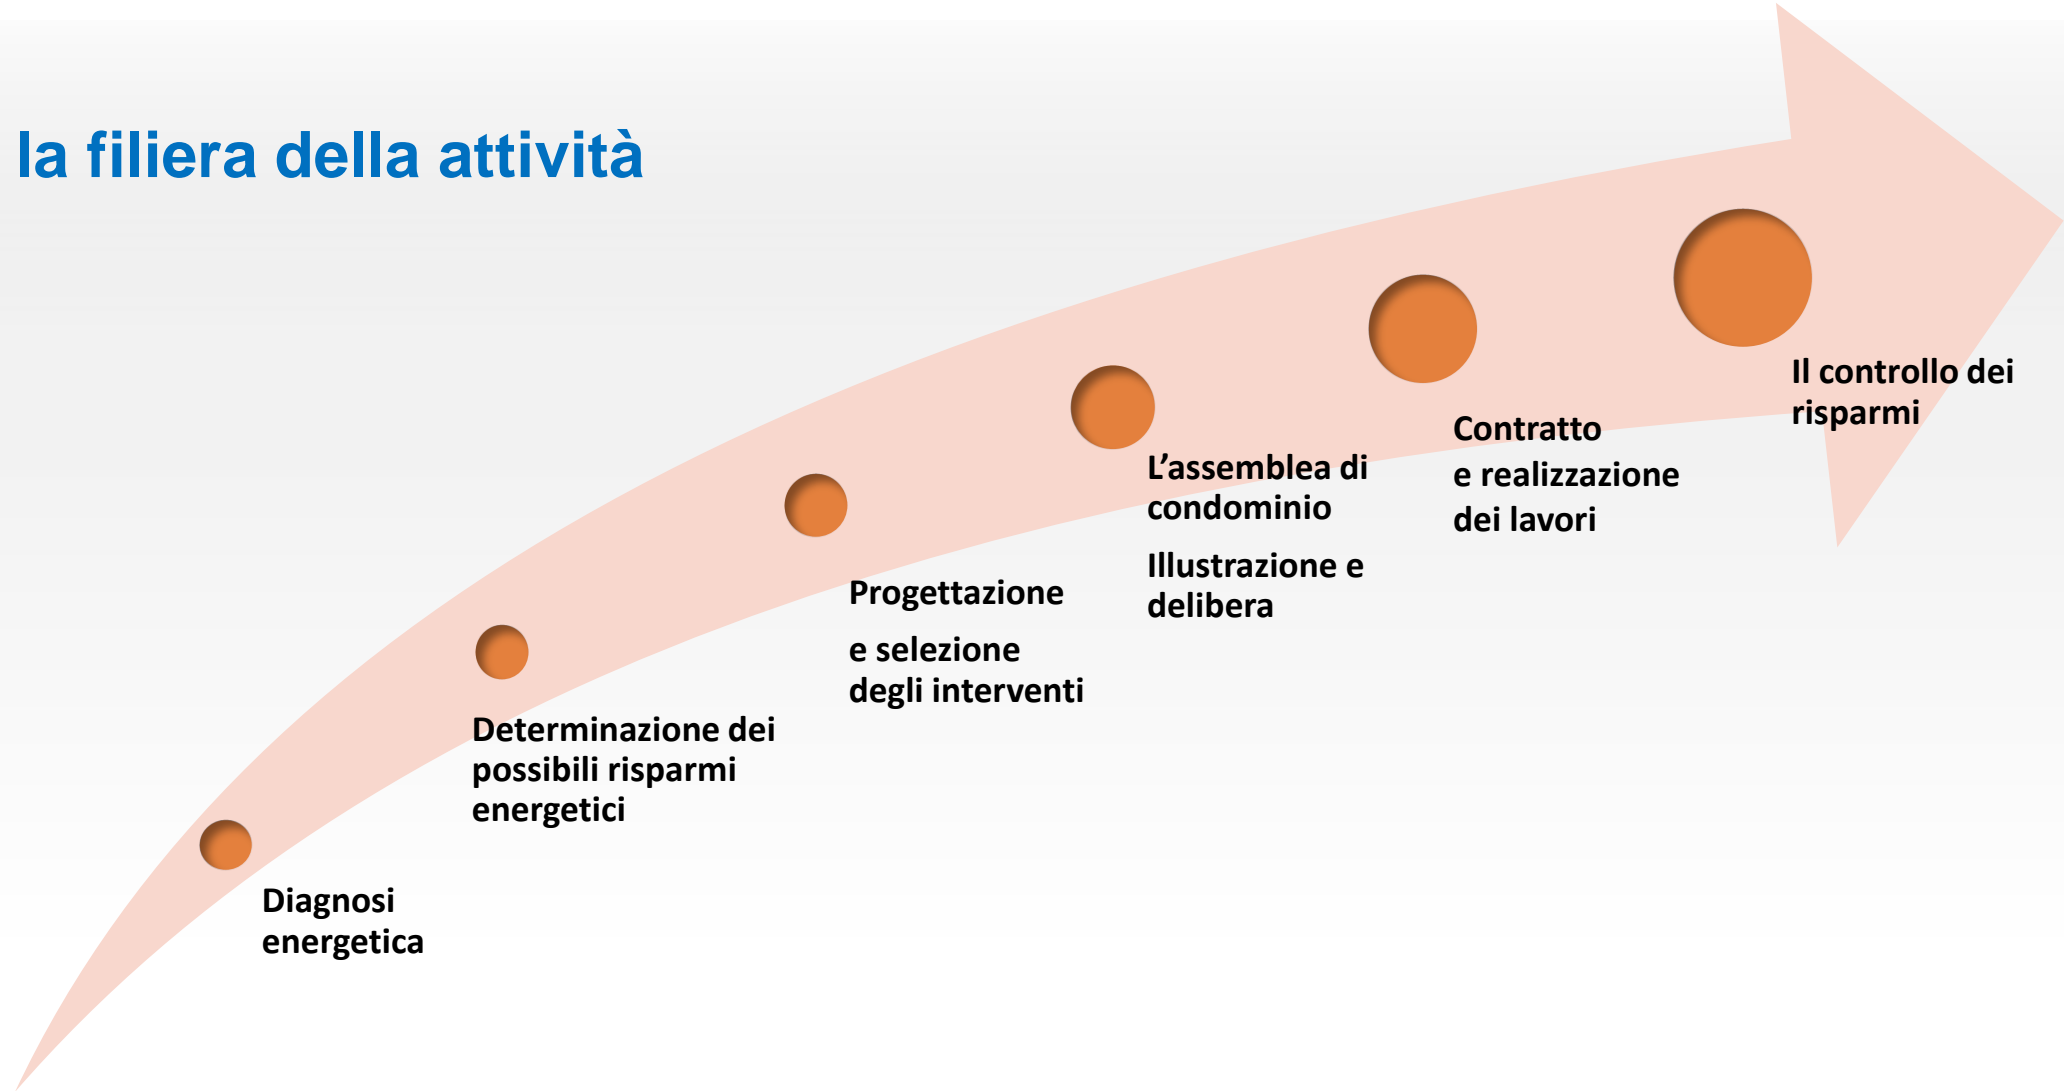 la filiera della attività
Diagnosi
energetica
Determinazione dei
possibili risparmi
energetici
Progettazione
e selezione
degli interventi
L’assemblea di
condominio
Illustrazione e
delibera
Contratto
e realizzazione
dei lavori
Il controllo dei
risparmi